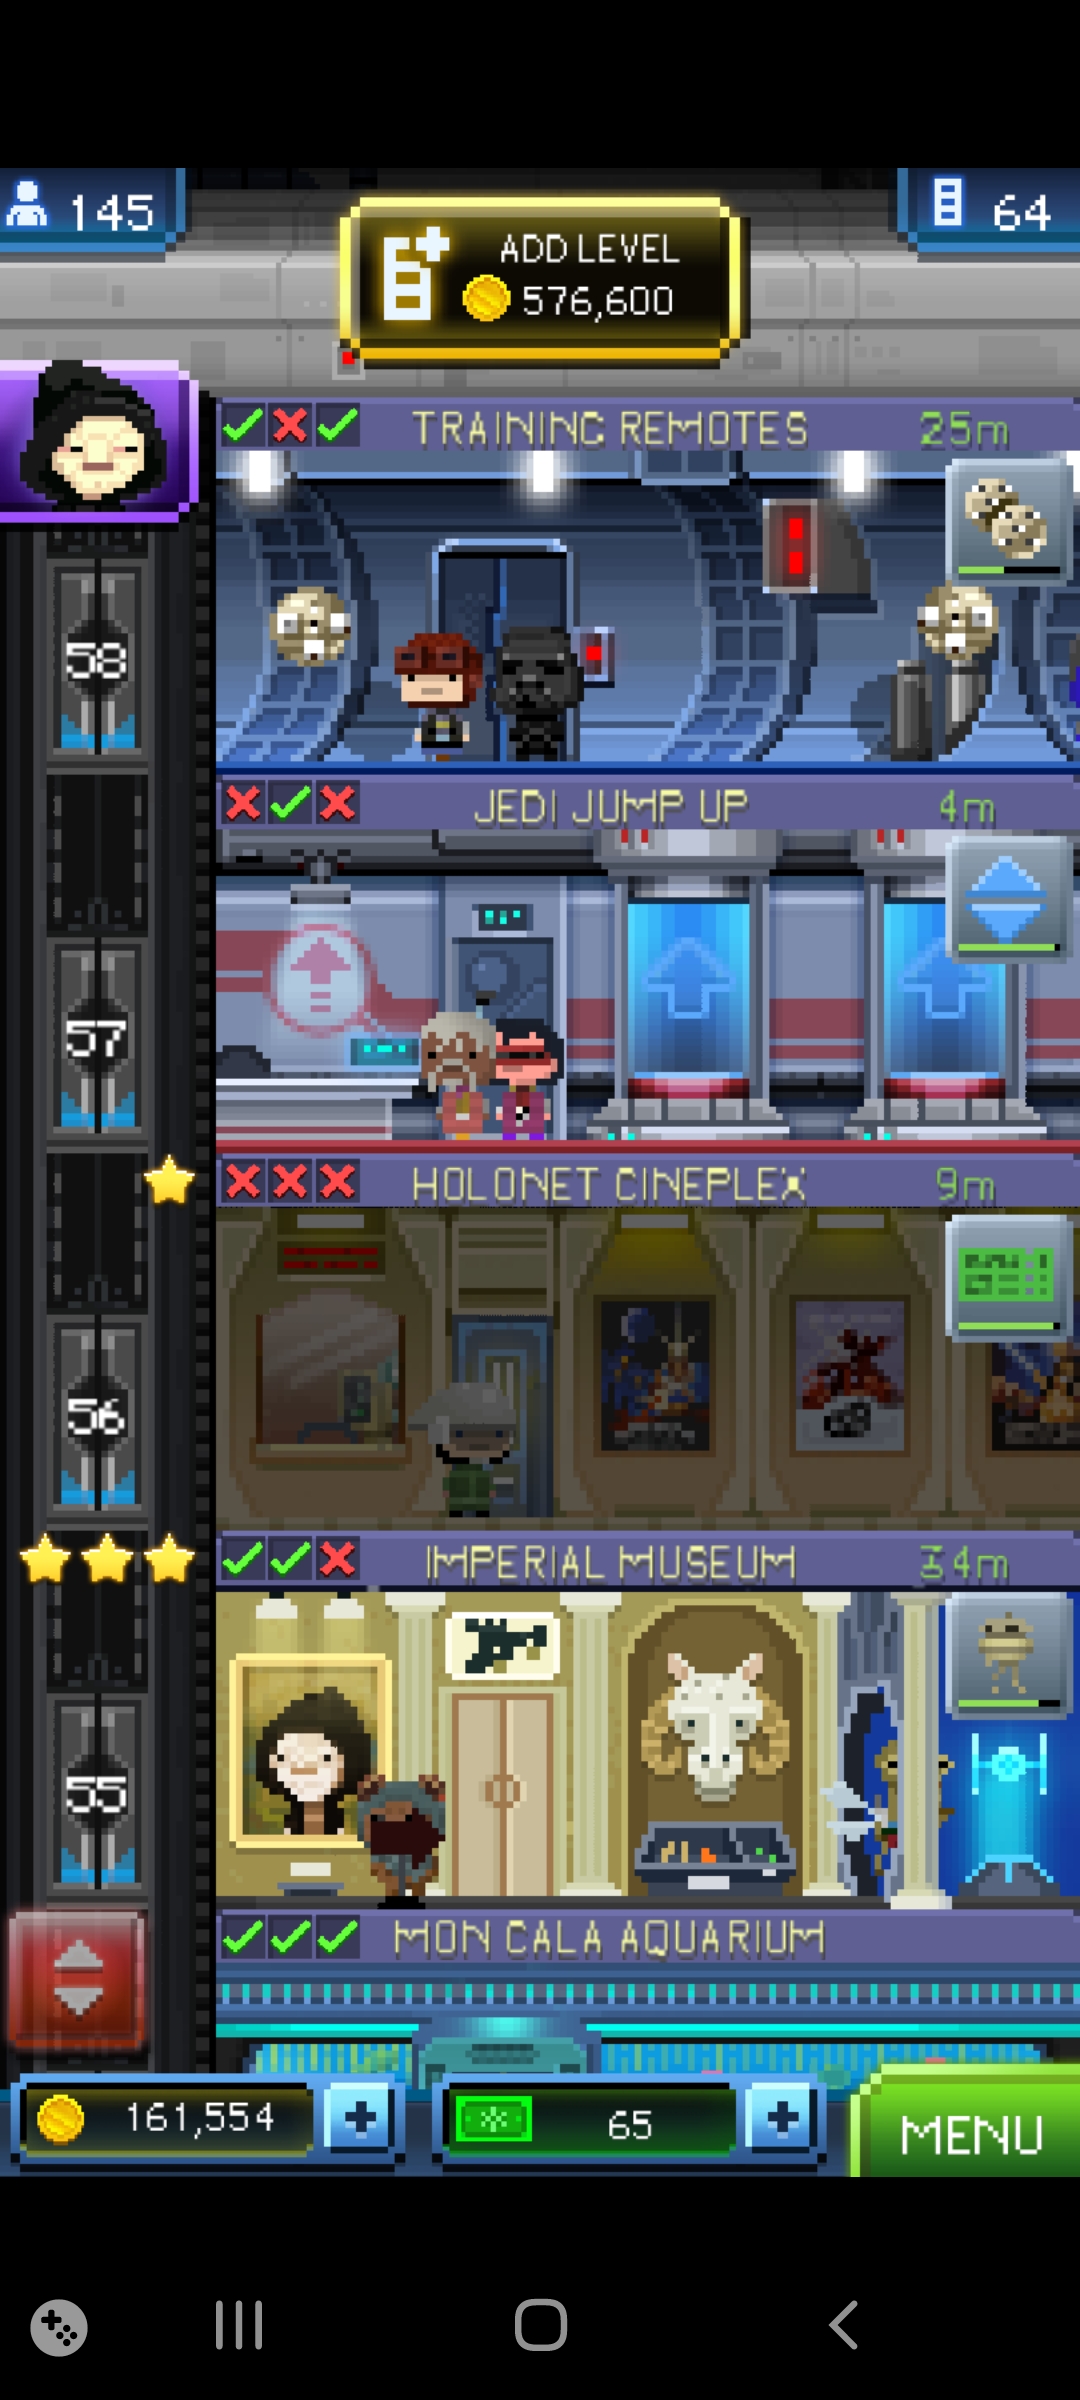 145
64
ADD LEVEL
576,600
TRAINING REMOTES 25m
58
JEDI JUMP UP 4m
57
HOLONET CINEPLEX 9m
56
IMPERIAL MUSEUM 34m
55
MON CALA AQUARIUM
161,554
65
MENU